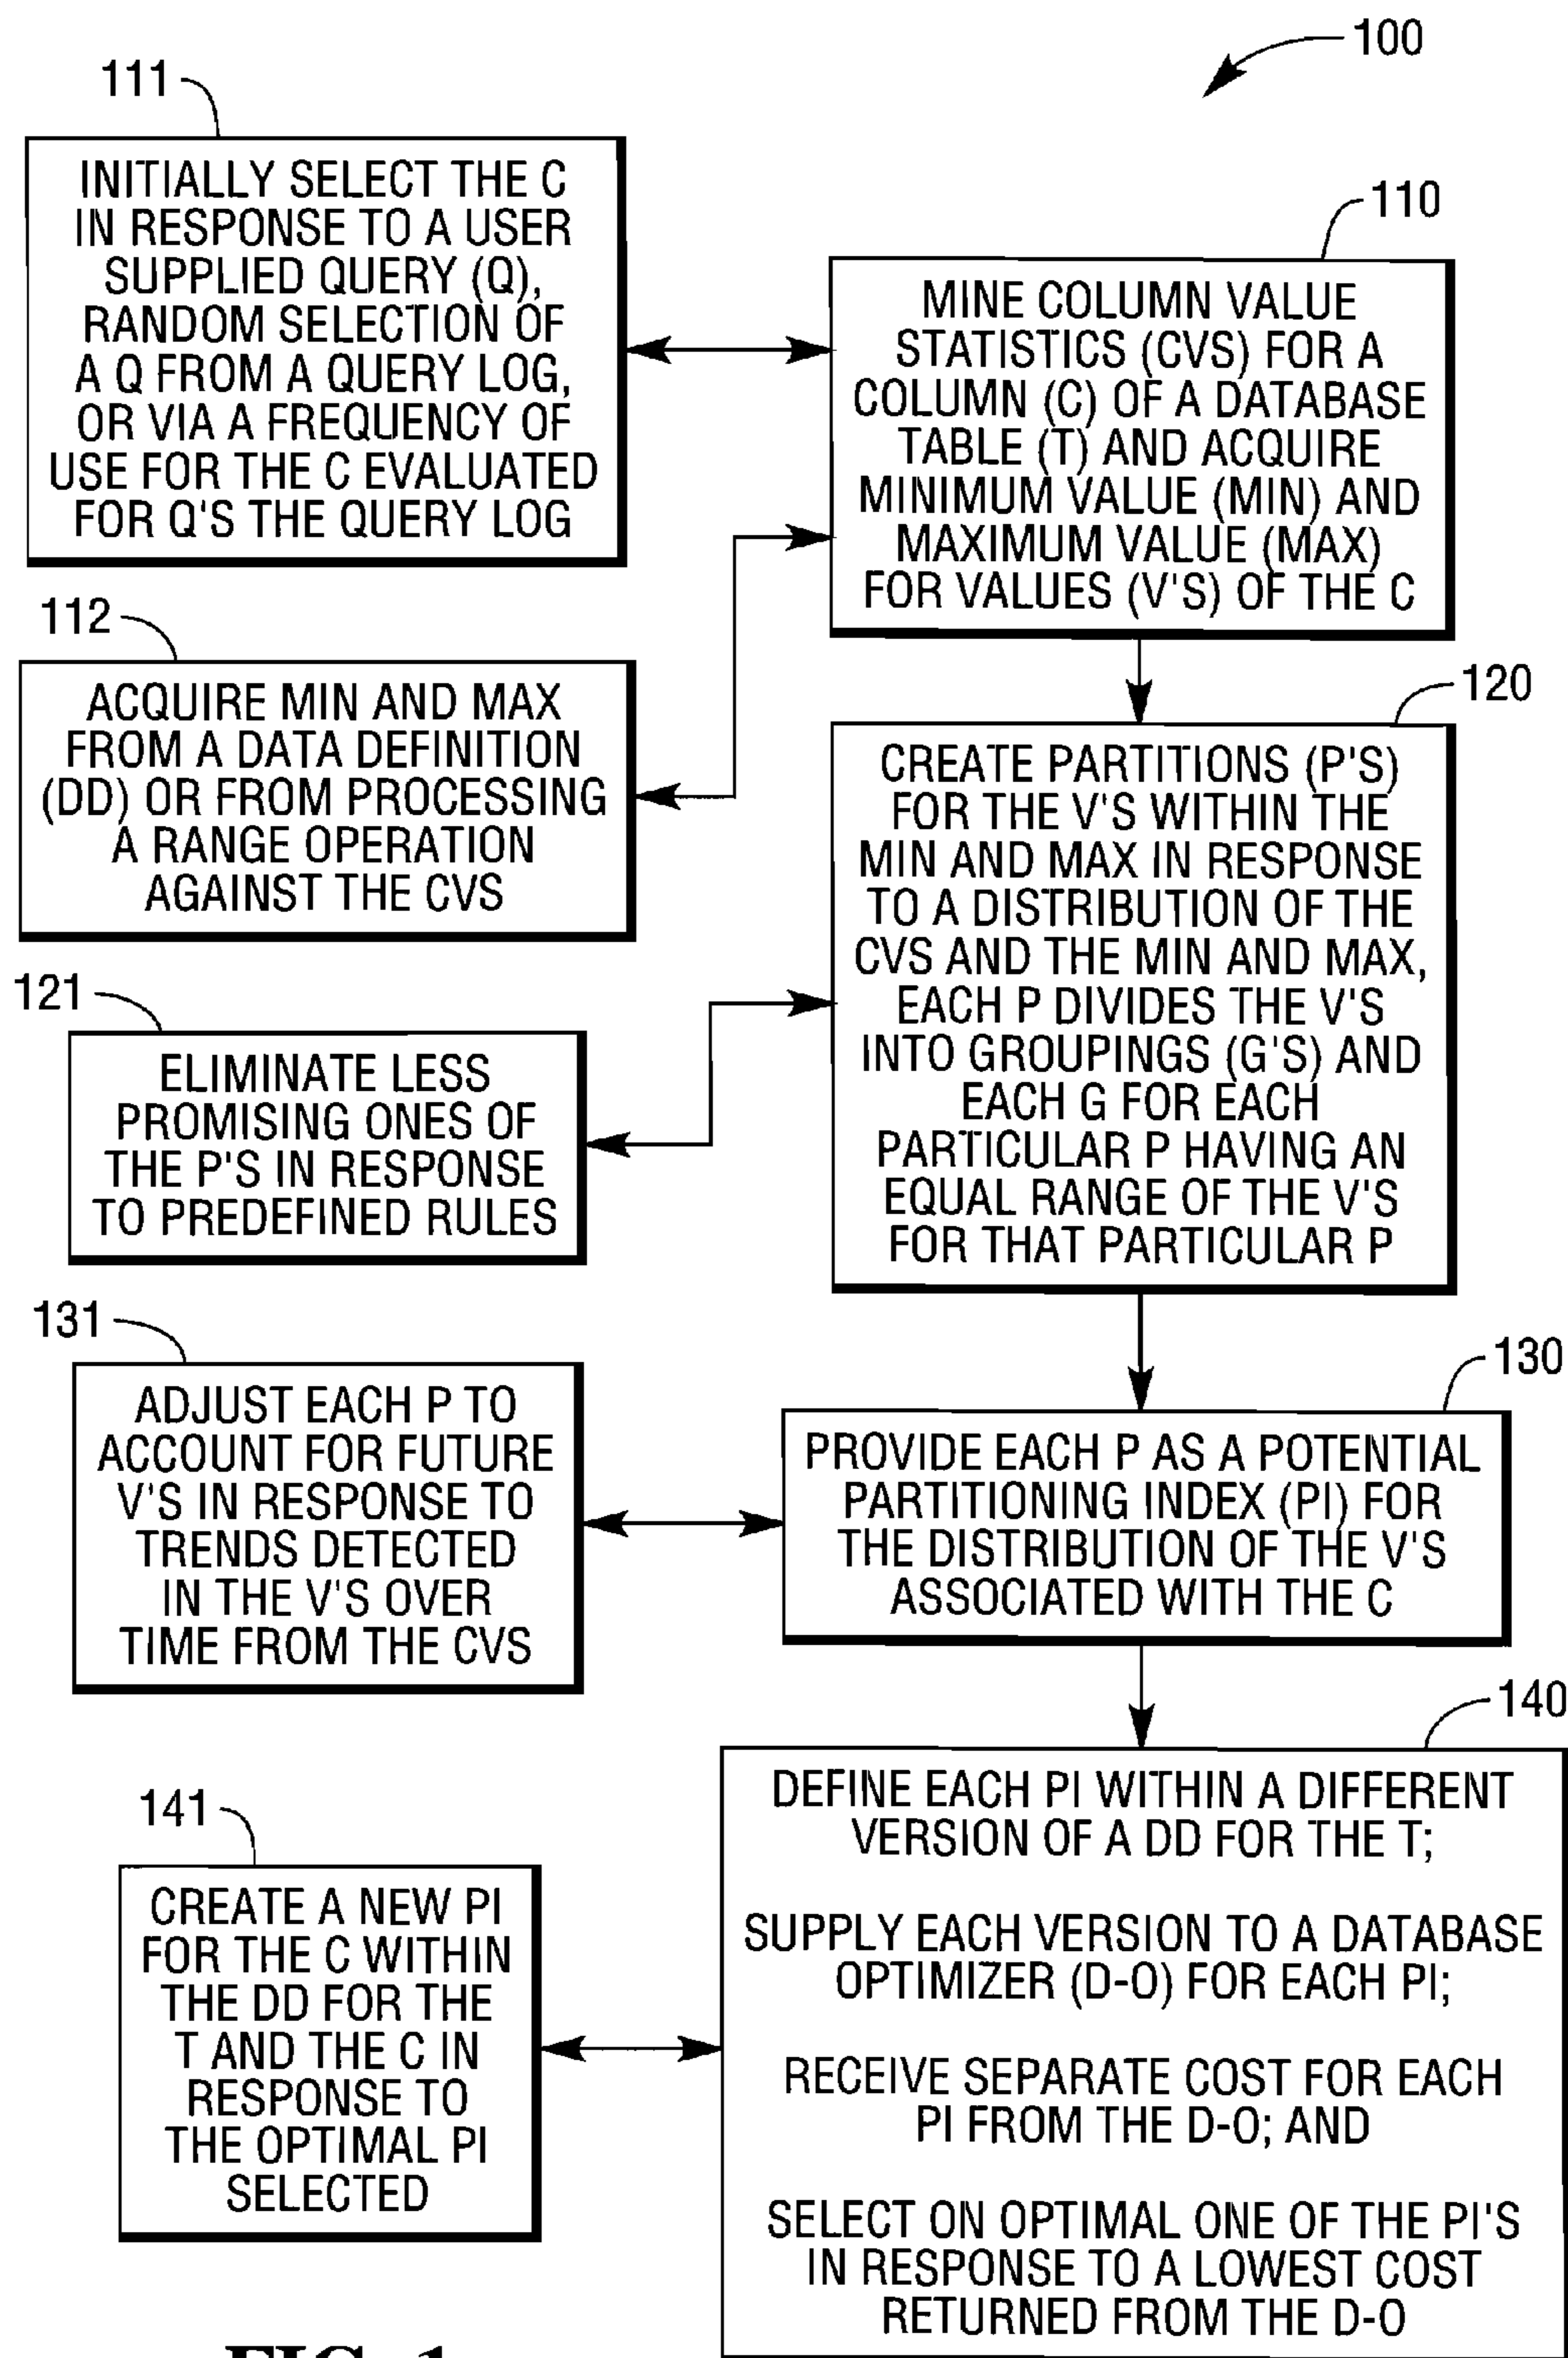 100
111
INITIALLY SELECT THE C
IN RESPONSE TO A USER
SUPPLIED QUERY (Q),
RANDOM SELECTION OF
A Q FROM A QUERY LOG,
OR VIA A FREQUENCY OF
USE FOR THE C EVALUATED
FOR Q'S THE QUERY LOG
110
MINE COLUMN VALUE
STATISTICS (CVS) FOR A
COLUMN (C) OF A DATABASE
TABLE (T) AND ACQUIRE
MINIMUM VALUE (MIN) AND
MAXIMUM VALUE (MAX)
FOR VALUES (V'S) OF THE C
112
ACQUIRE MIN AND MAX
FROM A DATA DEFINITION
(DD) OR FROM PROCESSING
A RANGE OPERATION
AGAINST THE CVS
120
CREATE PARTITIONS (P'S)
FOR THE V'S WITHIN THE
MIN AND MAX IN RESPONSE
TO A DISTRIBUTION OF THE
CVS AND THE MIN AND MAX,
EACH P DIVIDES THE V'S
INTO GROUPINGS (G'S) AND
EACH G FOR EACH
PARTICULAR P HAVING AN
EQUAL RANGE OF THE V'S
FOR THAT PARTICULAR P
121
ELIMINATE LESS
PROMISING ONES OF
THE P'S IN RESPONSE
TO PREDEFINED RULES
131
ADJUST EACH P TO
ACCOUNT FOR FUTURE
V'S IN RESPONSE TO
TRENDS DETECTED
IN THE V'S OVER
TIME FROM THE CVS
130
PROVIDE EACH P AS A POTENTIAL
PARTITIONING INDEX (PI) FOR
THE DISTRIBUTION OF THE V'S
ASSOCIATED WITH THE C
140
DEFINE EACH PI WITHIN A DIFFERENT
VERSION OF A DD FOR THE T;
SUPPLY EACH VERSION TO A DATABASE
OPTIMIZER (D-O) FOR EACH PI;
RECEIVE SEPARATE COST FOR EACH
PI FROM THE D-O; AND
SELECT ON OPTIMAL ONE OF THE PI'S
IN RESPONSE TO A LOWEST COST
RETURNED FROM THE D-O
141
CREATE A NEW PI
FOR THE C WITHIN
THE DD FOR THE
T AND THE C IN
RESPONSE TO
THE OPTIMAL PI
SELECTED